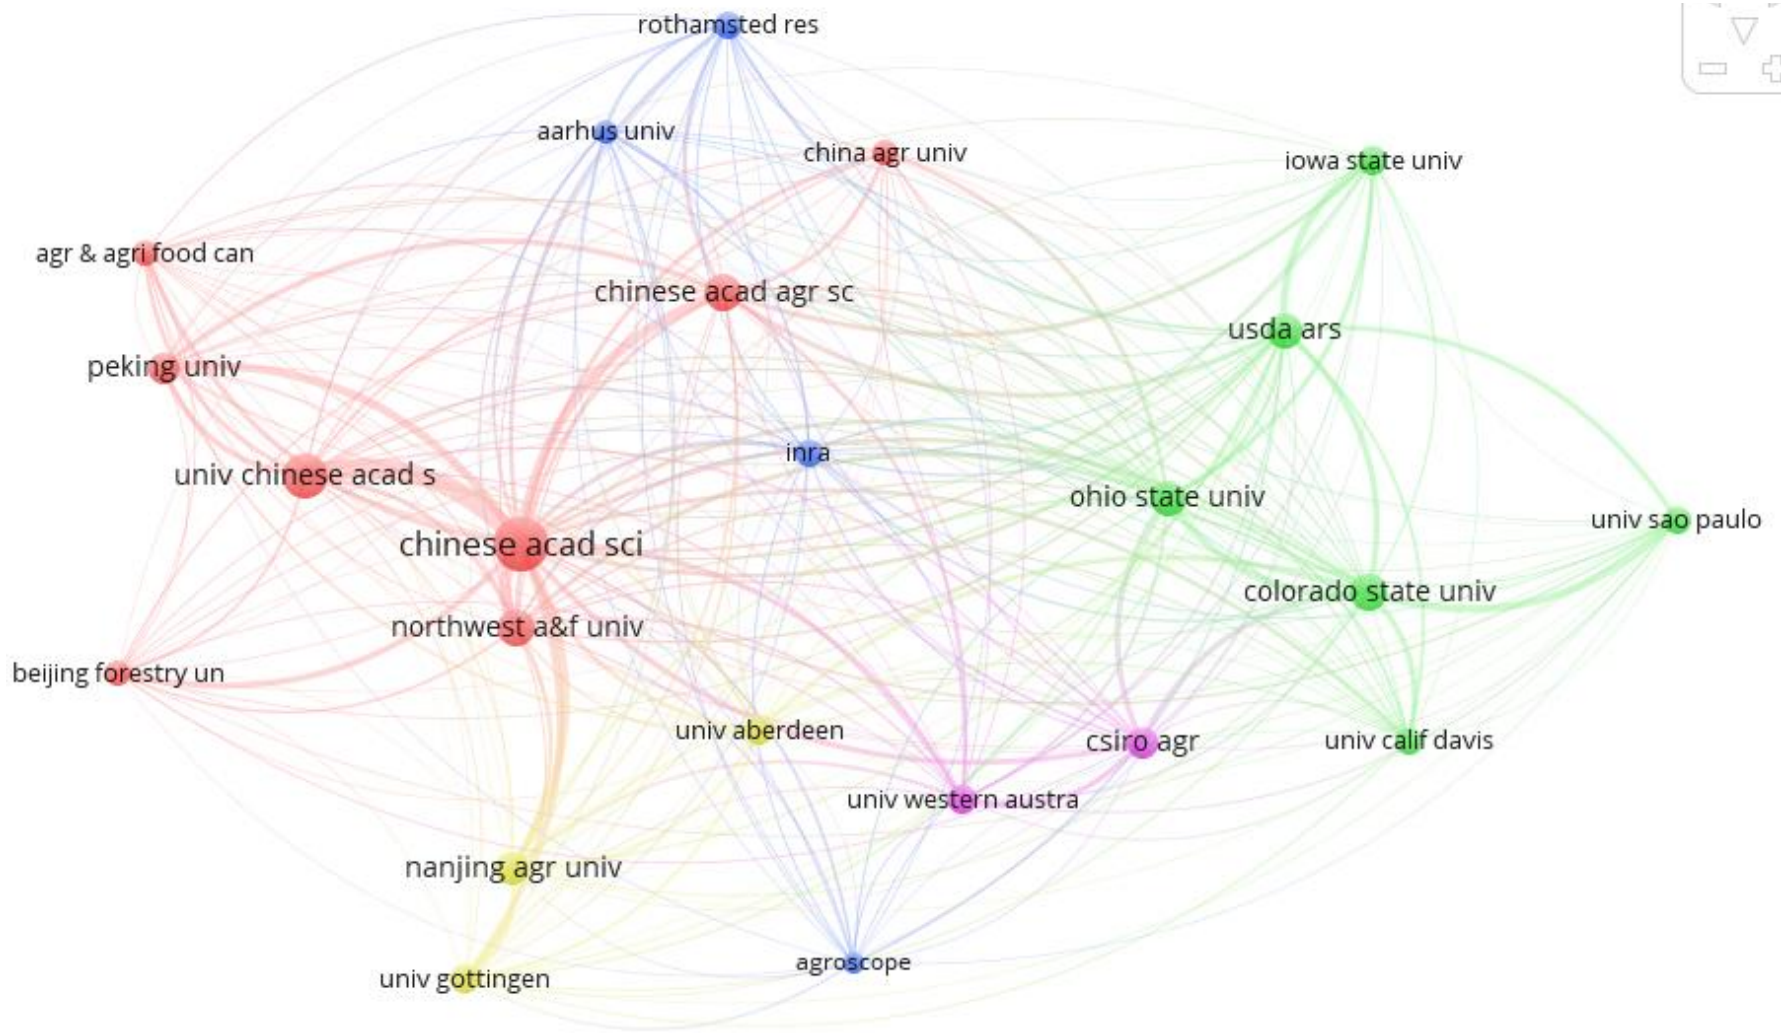 rothamsted res
aarhus univ
china agr univ
iowa state univ
agr & agri food can
chinese acad agr sc
usda ars
peking univ
inra
univ chinese acad s
ohio state univ
univ sao paulo
chinese acad sci
colorado state univ
northwest a&f univ
beijing forestry un
univ aberdeen
csiro agr
univ calif davis
univ western austra
nanjing agr univ
agroscope
univ gottingen